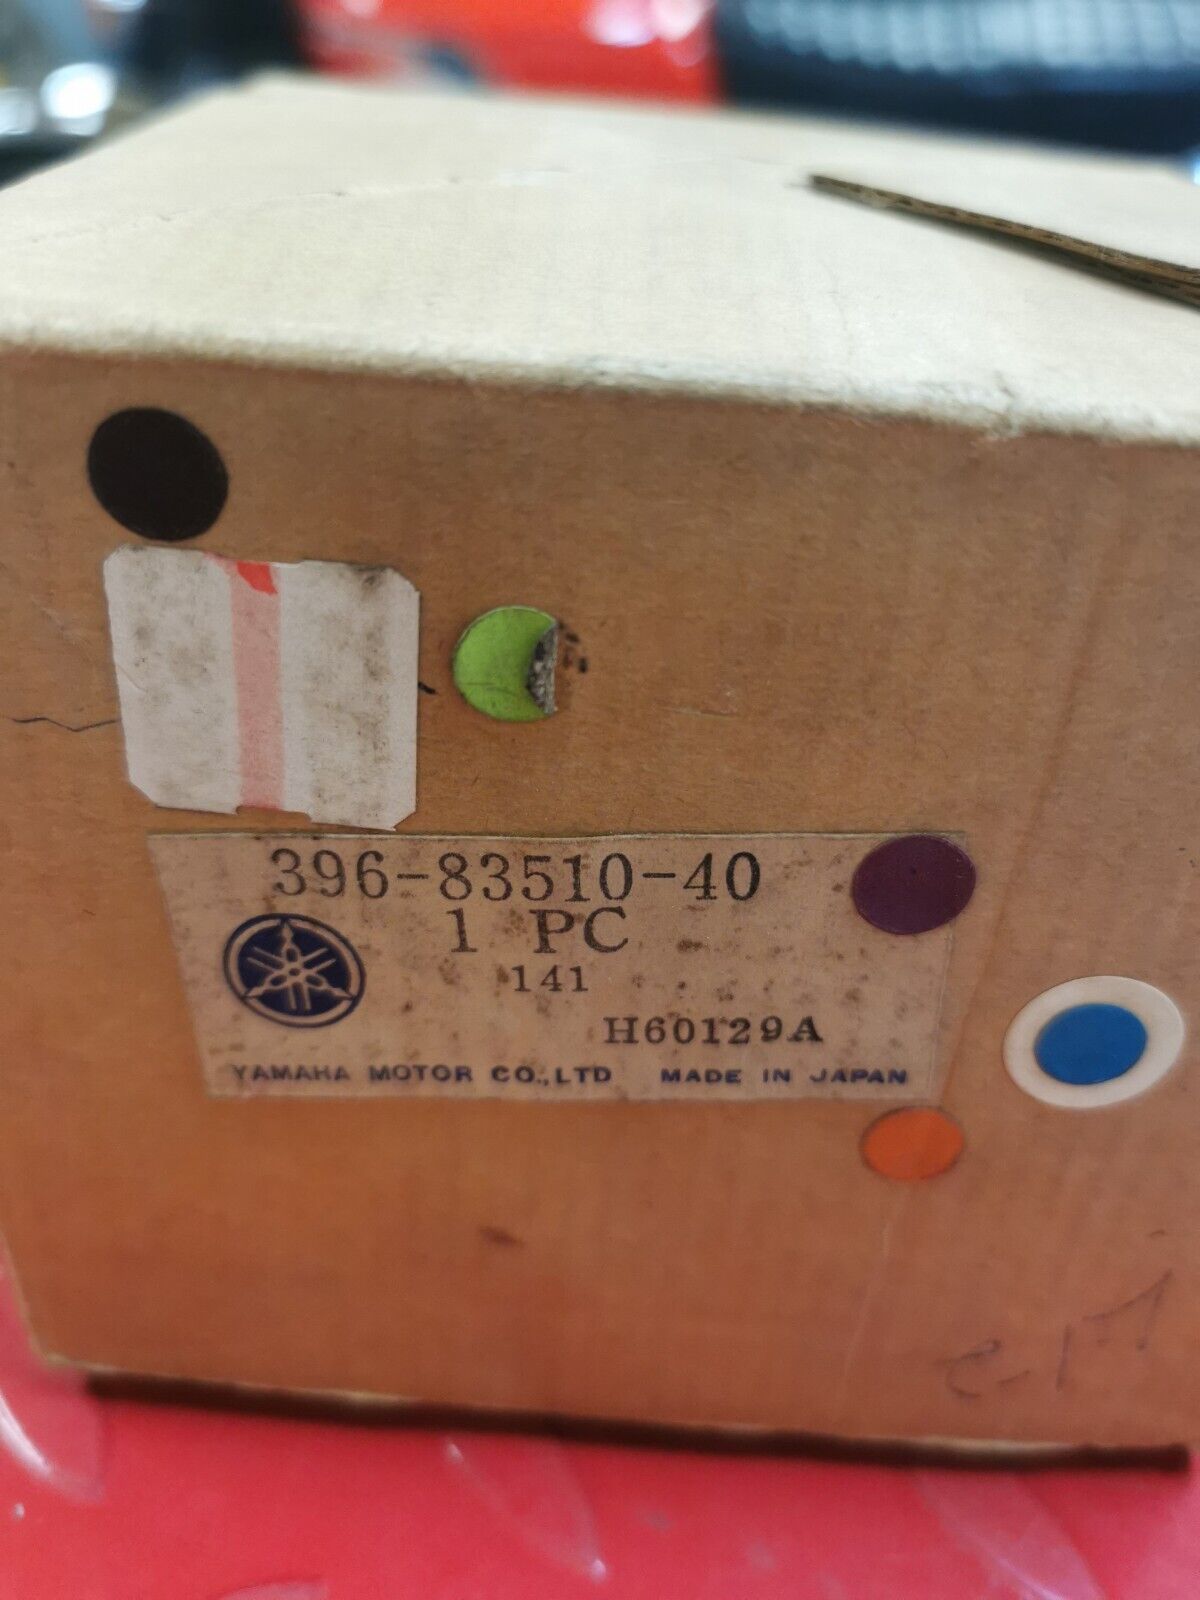 396-83510-40
1 PC
141
H60129A
YAMAHA MOTOR CO.,LTD MADE IN JAPAN